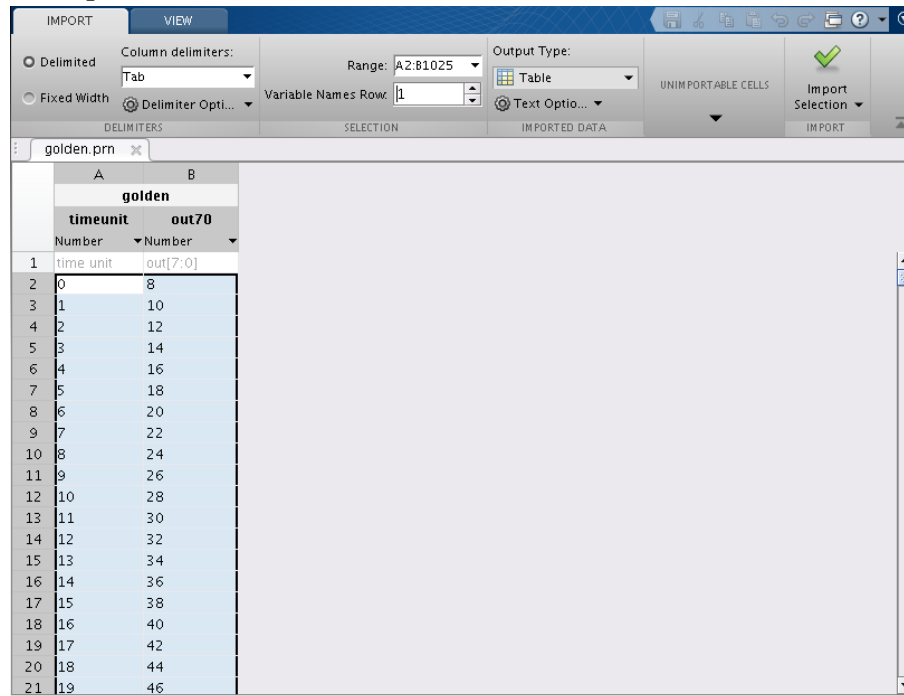 IMPORT VIEW
Delimited
Column delimiters:
Tab
Fixed Width
Delimiter Opti...
DELIMITERS
Range: A2:B1025
Variable Names Row: 1
SELECTION
Output Type:
Table
Text Optio...
IMPORTED DATA
UNIMPORTABLE CELLS
Import
Selection
IMPORT
golden.prn
A B
golden
timeunit out70
Number Number
1 time unit out[7:0]
2 0 8
3 1 10
4 2 12
5 3 14
6 4 16
7 5 18
8 6 20
9 7 22
10 8 24
11 9 26
12 10 28
13 11 30
14 12 32
15 13 34
16 14 36
17 15 38
18 16 40
19 17 42
20 18 44
21 19 46